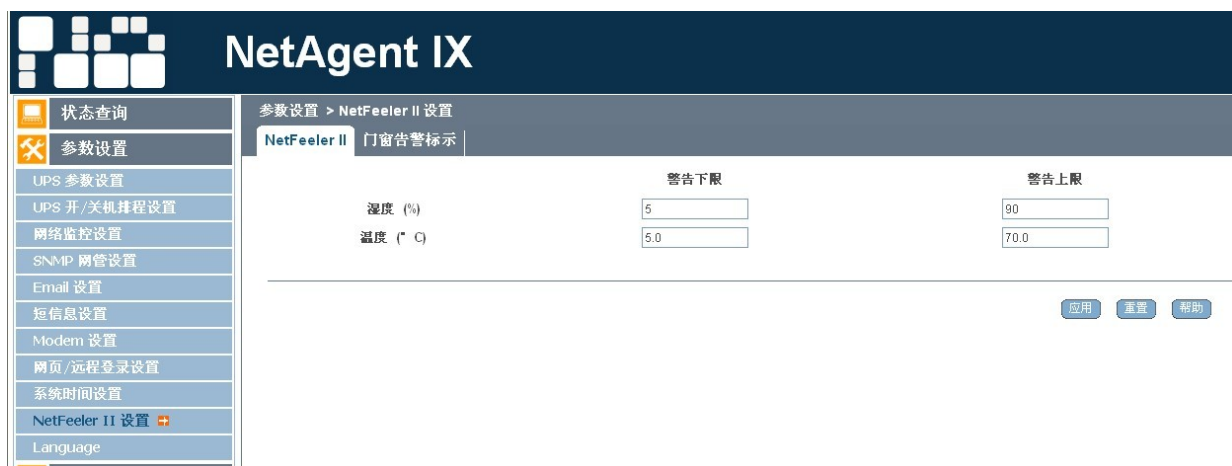 NetAgent IX
状态查询
参数设置
UPS 参数设置
UPS 开/关机排程设置
网络监控设置
SNMP 网管设置
Email 设置
短信息设置
Modem 设置
网页/远程登录设置
系统时间设置
NetFeeler II 设置
Language
参数设置 > NetFeeler II 设置
NetFeeler II 门窗告警标示
警告下限 警告上限
湿度 (%) 5 90
温度 (° C) 5.0 70.0
应用 重置 帮助